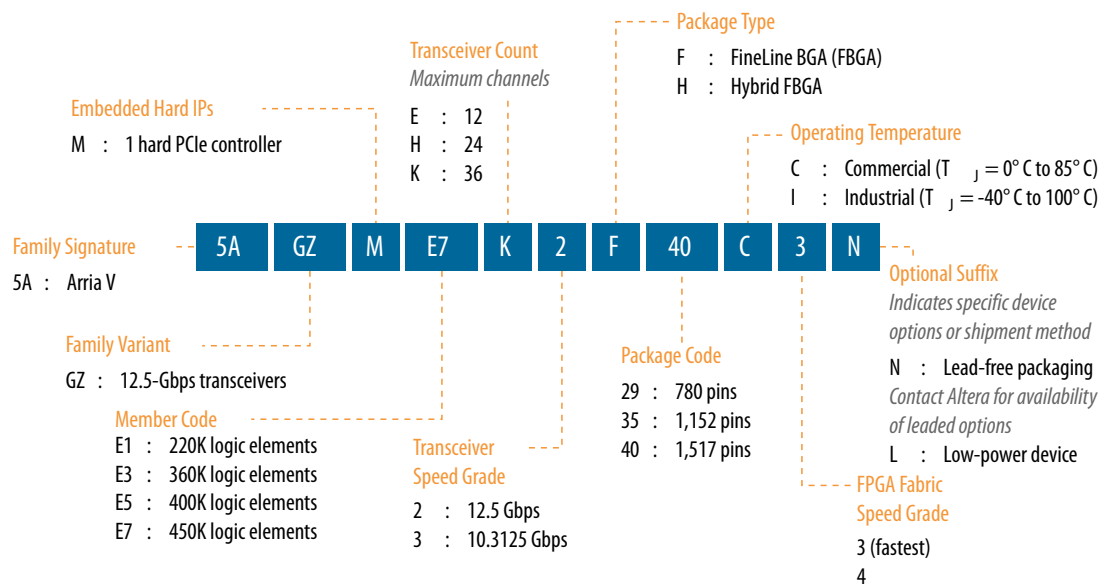 Package Type
F : FineLine BGA (FBGA)
H : Hybrid FBGA
Transceiver Count
Maximum channels
E : 12
H : 24
K : 36
Embedded Hard IPs
M : 1 hard PCIe controller
Operating Temperature
C : Commercial (T J = 0° C to 85° C)
I : Industrial (T J = -40° C to 100° C)
Family Signature
5A : Arria V
5A GZ M E7 K 2 F 40 C 3 N
Optional Suffix
Indicates specific device
options or shipment method
N : Lead-free packaging
Contact Altera for availability
of leaded options
L : Low-power device
Family Variant
GZ : 12.5-Gbps transceivers
Member Code
E1 : 220K logic elements
E3 : 360K logic elements
E5 : 400K logic elements
E7 : 450K logic elements
Transceiver
Speed Grade
2 : 12.5 Gbps
3 : 10.3125 Gbps
Package Code
29 : 780 pins
35 : 1,152 pins
40 : 1,517 pins
FPGA Fabric
Speed Grade
3 (fastest)
4